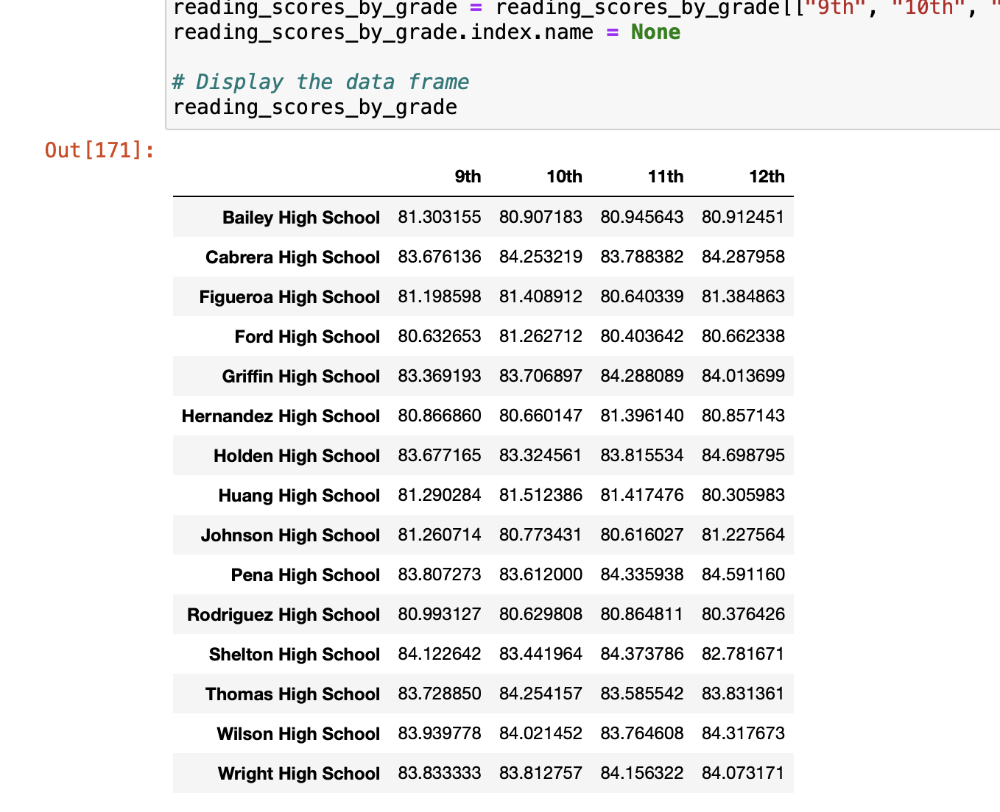 reading_scores_by_grade = reading_scores_by_grade[["9th", "10th", "
reading_scores_by_grade.index.name = None
# Display the data frame
reading_scores_by_grade
Out[171]:
9th 10th 11th 12th
Bailey High School 81.303155 80.907183 80.945643 80.912451
Cabrera High School 83.676136 84.253219 83.788382 84.287958
Figueroa High School 81.198598 81.408912 80.640339 81.384863
Ford High School 80.632653 81.262712 80.403642 80.662338
Griffin High School 83.369193 83.706897 84.288089 84.013699
Hernandez High School 80.866860 80.660147 81.396140 80.857143
Holden High School 83.677165 83.324561 83.815534 84.698795
Huang High School 81.290284 81.512386 81.417476 80.305983
Johnson High School 81.260714 80.773431 80.616027 81.227564
Pena High School 83.807273 83.612000 84.335938 84.591160
Rodriguez High School 80.993127 80.629808 80.864811 80.376426
Shelton High School 84.122642 83.441964 84.373786 82.781671
Thomas High School 83.728850 84.254157 83.585542 83.831361
Wilson High School 83.939778 84.021452 83.764608 84.317673
Wright High School 83.833333 83.812757 84.156322 84.073171